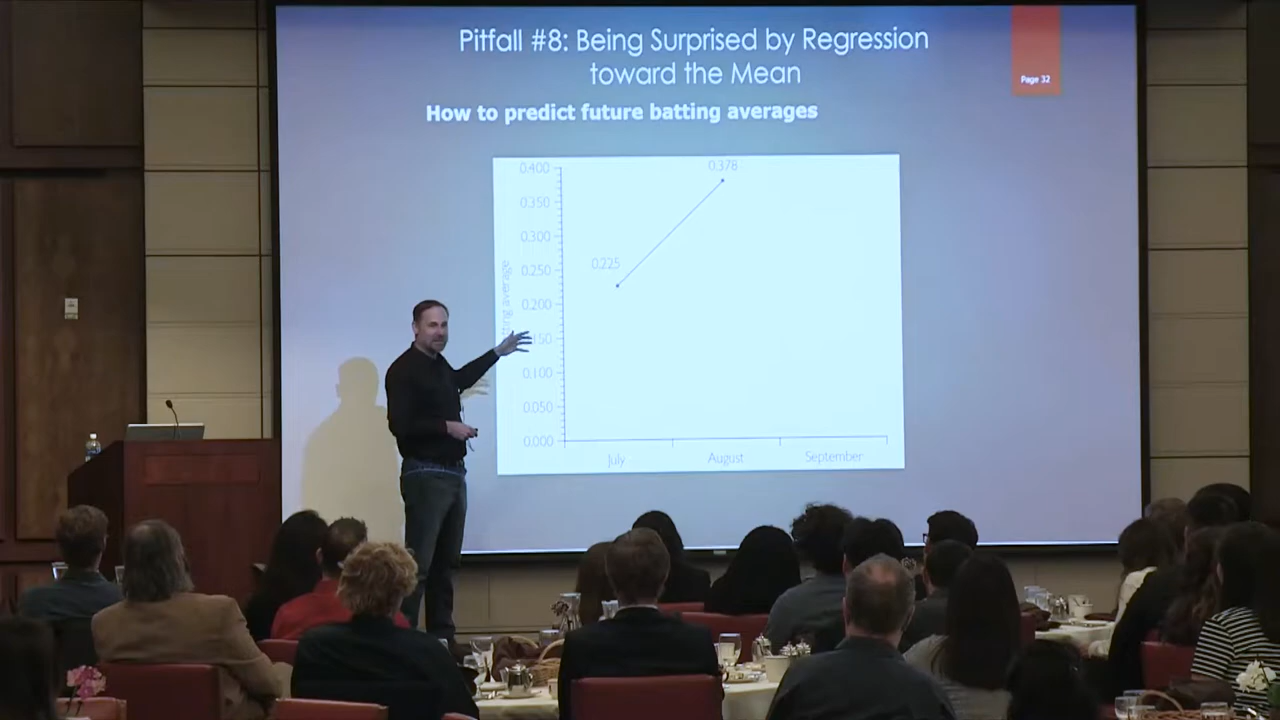 Pitfall #8: Being Surprised by Regression
toward the Mean
Page 32
How to predict future batting averages
0.400
0.378
0.350
0.300
0.225
0.250
0.200
0.100
0.050
0.000
July
August
September